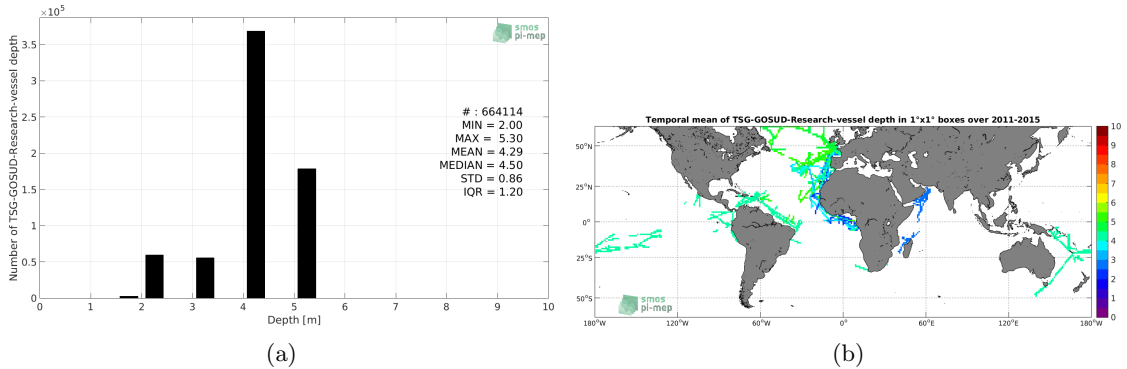 ×10⁵
smos
pi-mep
Number of TSG-GOSUD-Research-vessel depth
3.5
3
2.5
2
1.5
1
0.5
0
# : 664114
MIN = 2.00
MAX = 5.30
MEAN = 4.29
MEDIAN = 4.50
STD = 0.86
IQR = 1.20
0 1 2 3 4 5 6 7 8 9 10
Depth [m]
(a)
Temporal mean of TSG-GOSUD-Research-vessel depth in 1°x1° boxes over 2011-2015
50°N
25°N
0°
25°S
50°S
180°W 120°W 60°W 0° 60°E 120°E 180°W
10
9
8
7
6
5
4
3
2
1
0
smos
pi-mep
(b)